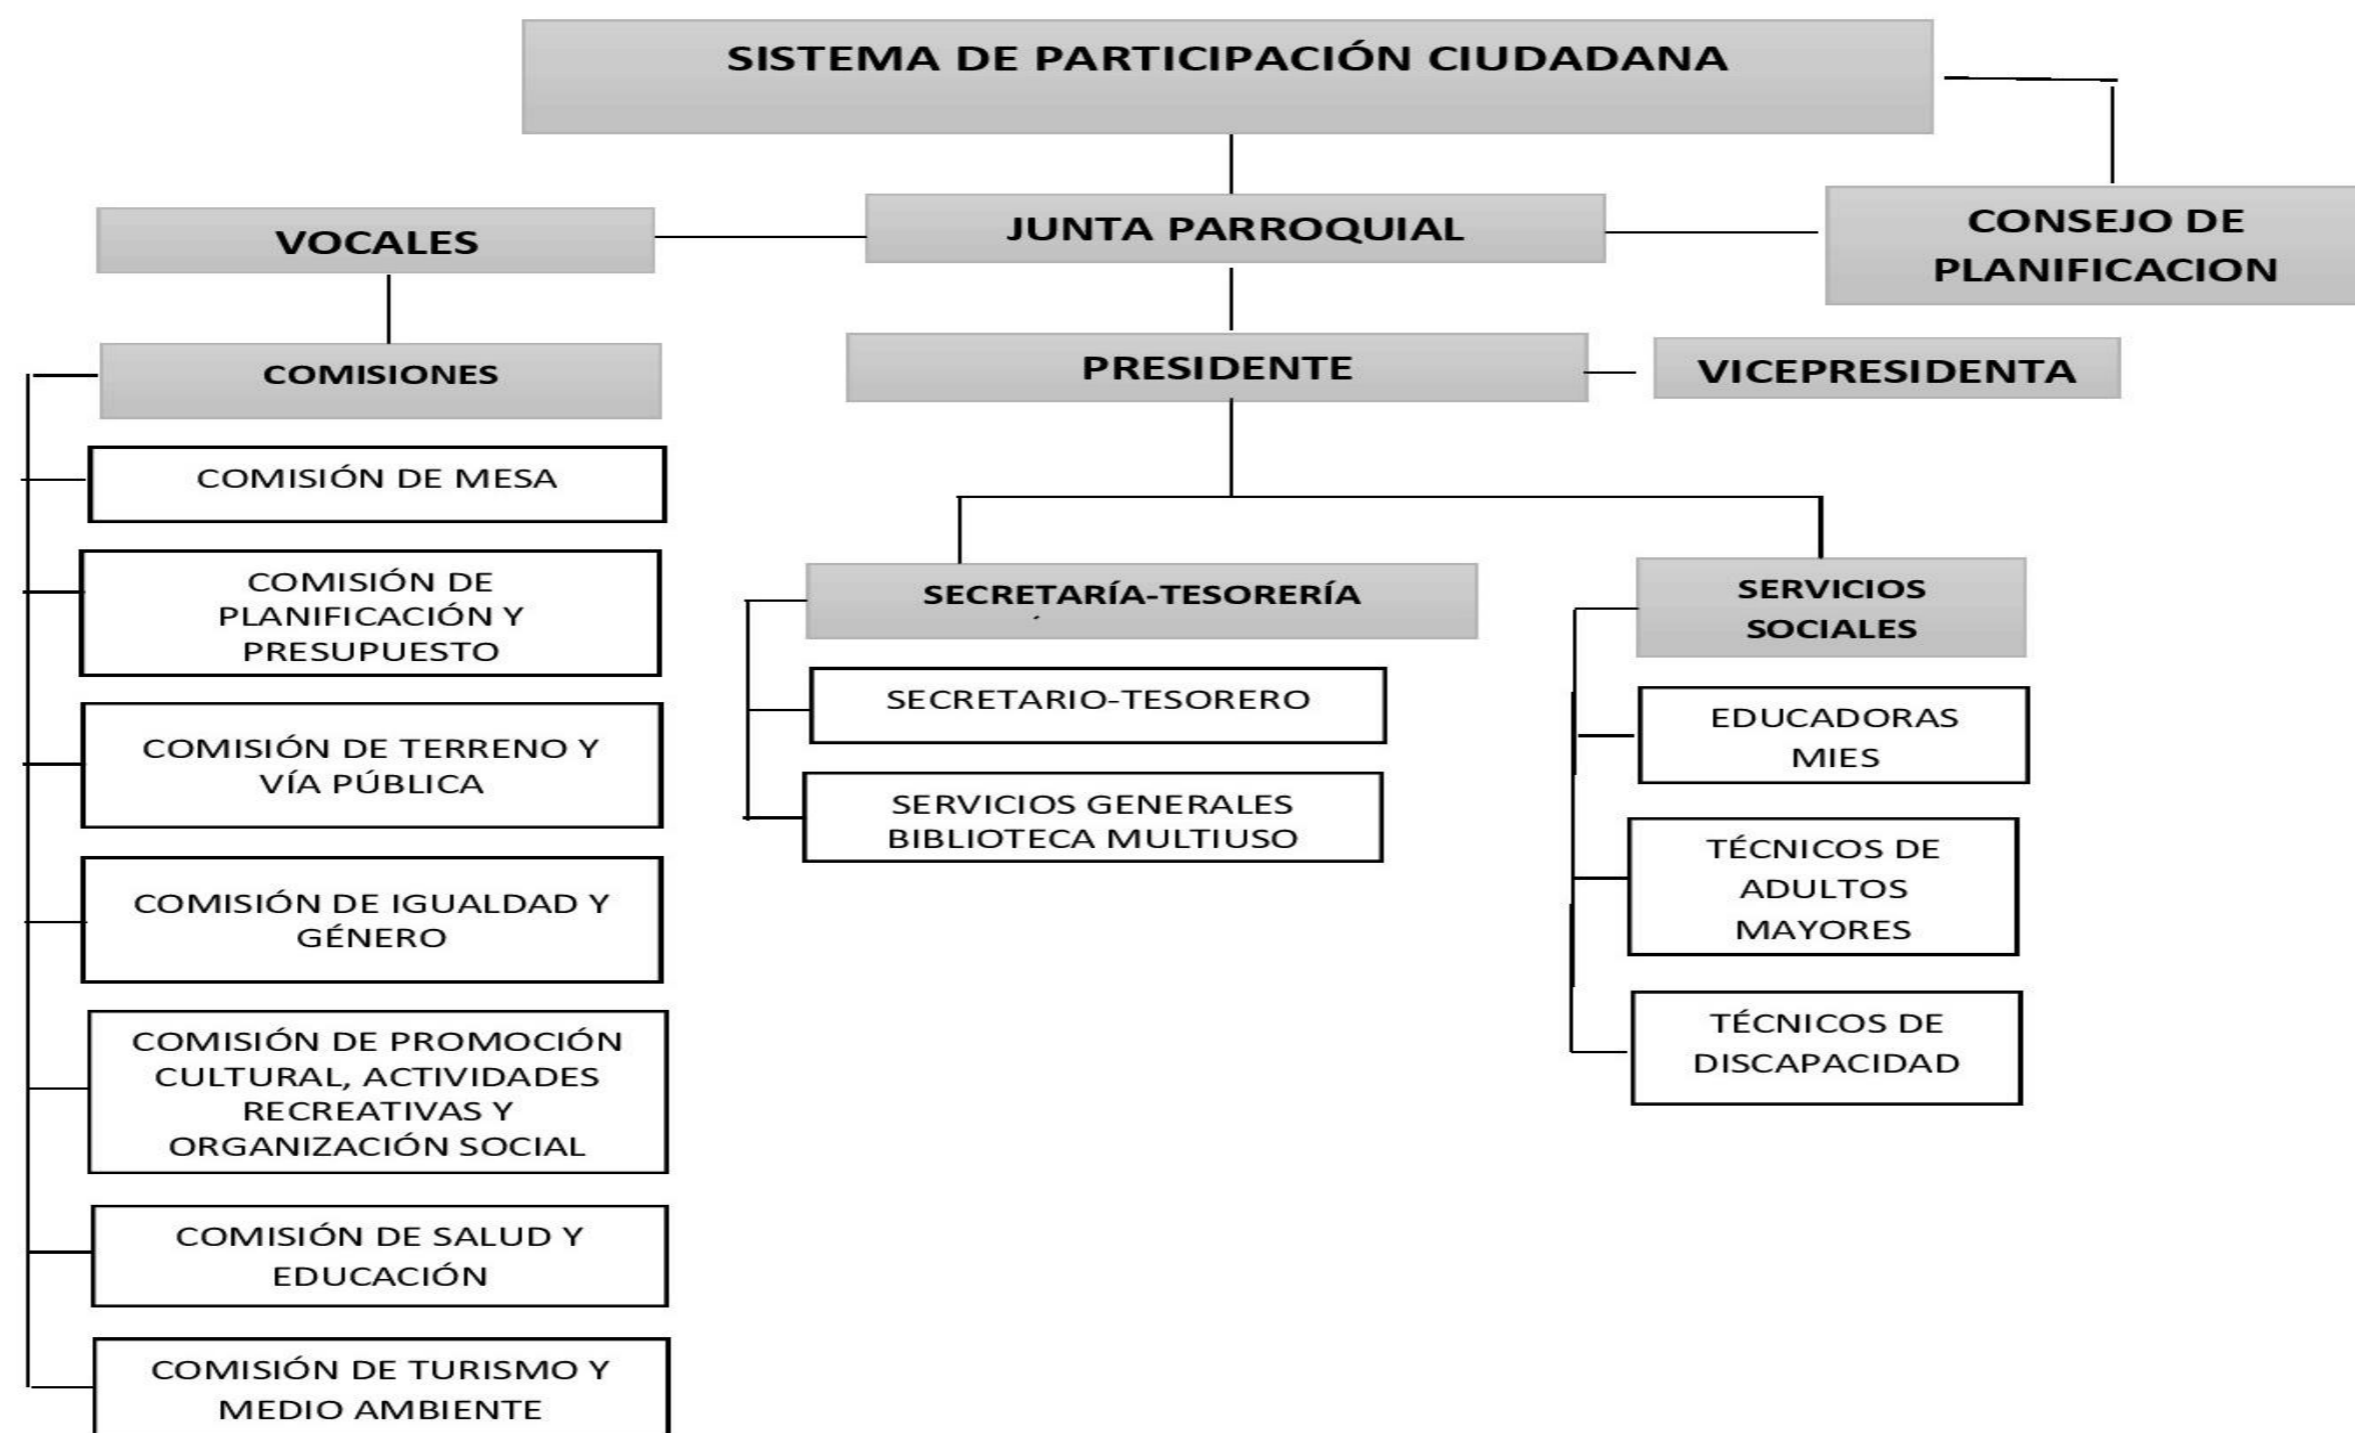 SISTEMA DE PARTICIPACIÓN CIUDADANA
VOCALES
JUNTA PARROQUIAL
CONSEJO DE
PLANIFICACION
COMISIONES
PRESIDENTE
VICEPRESIDENTA
COMISIÓN DE MESA
COMISIÓN DE
PLANIFICACIÓN Y
PRESUPUESTO
COMISIÓN DE TERRENO Y
VÍA PÚBLICA
COMISIÓN DE IGUALDAD Y
GÉNERO
COMISIÓN DE PROMOCIÓN
CULTURAL, ACTIVIDADES
RECREATIVAS Y
ORGANIZACIÓN SOCIAL
COMISIÓN DE SALUD Y
EDUCACIÓN
COMISIÓN DE TURISMO Y
MEDIO AMBIENTE
SECRETARÍA-TESORERÍA
SECRETARIO-TESORERO
SERVICIOS GENERALES
BIBLIOTECA MULTIUSO
SERVICIOS
SOCIALES
EDUCADORAS
MIES
TÉCNICOS DE
ADULTOS
MAYORES
TÉCNICOS DE
DISCAPACIDAD